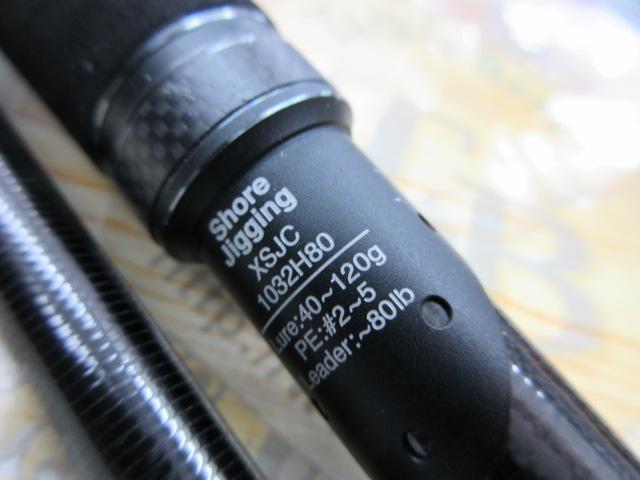 Shore
Jigging
XSJC
1032H80
Lure:40~120g
PE:#2~5
Leader:~80lb